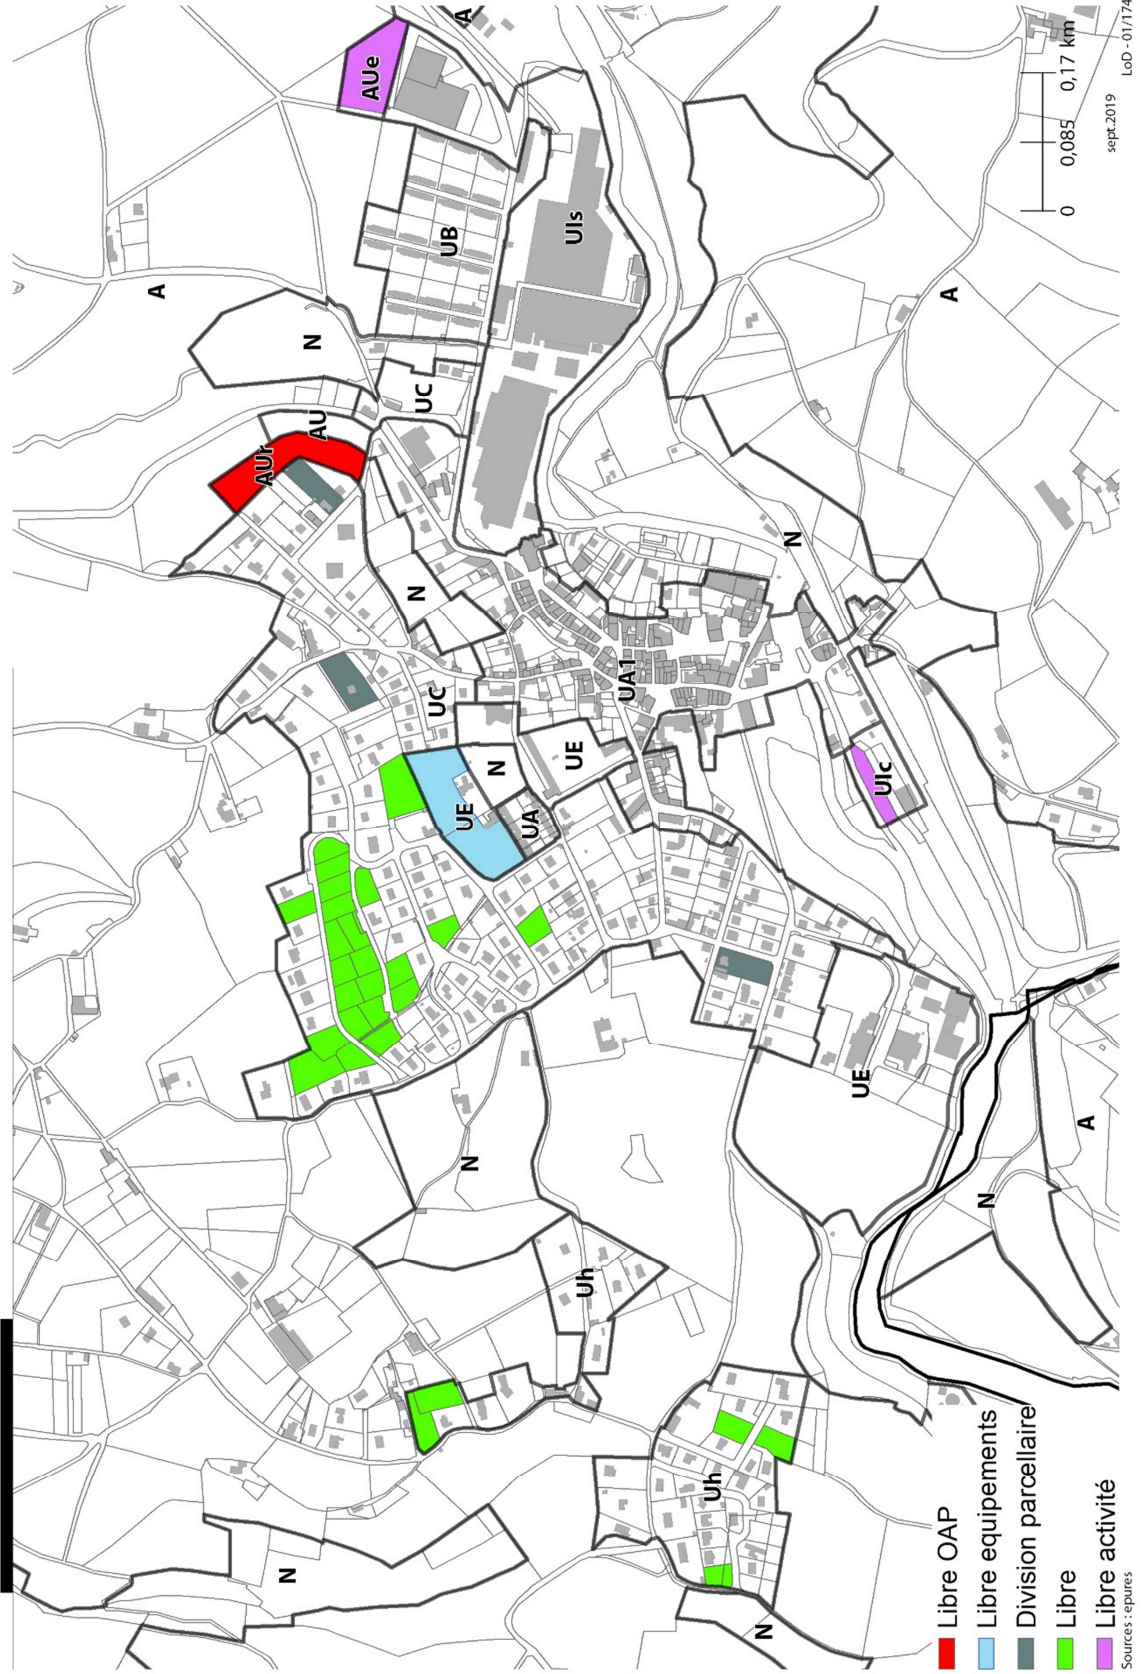 A
N
AUr
N
AU
AUe
N
UC
UC
UB
A
UE
N
N
UA
UIs
UE
Uh
UA1
Uh
N
N
UE
UIc
A
N
A
Libre OAP
Libre equipements
Division parcellaire
Libre
Libre activité
Sources : epures
0 0,085 0,17 km
sept.2019
LoD - 01/174